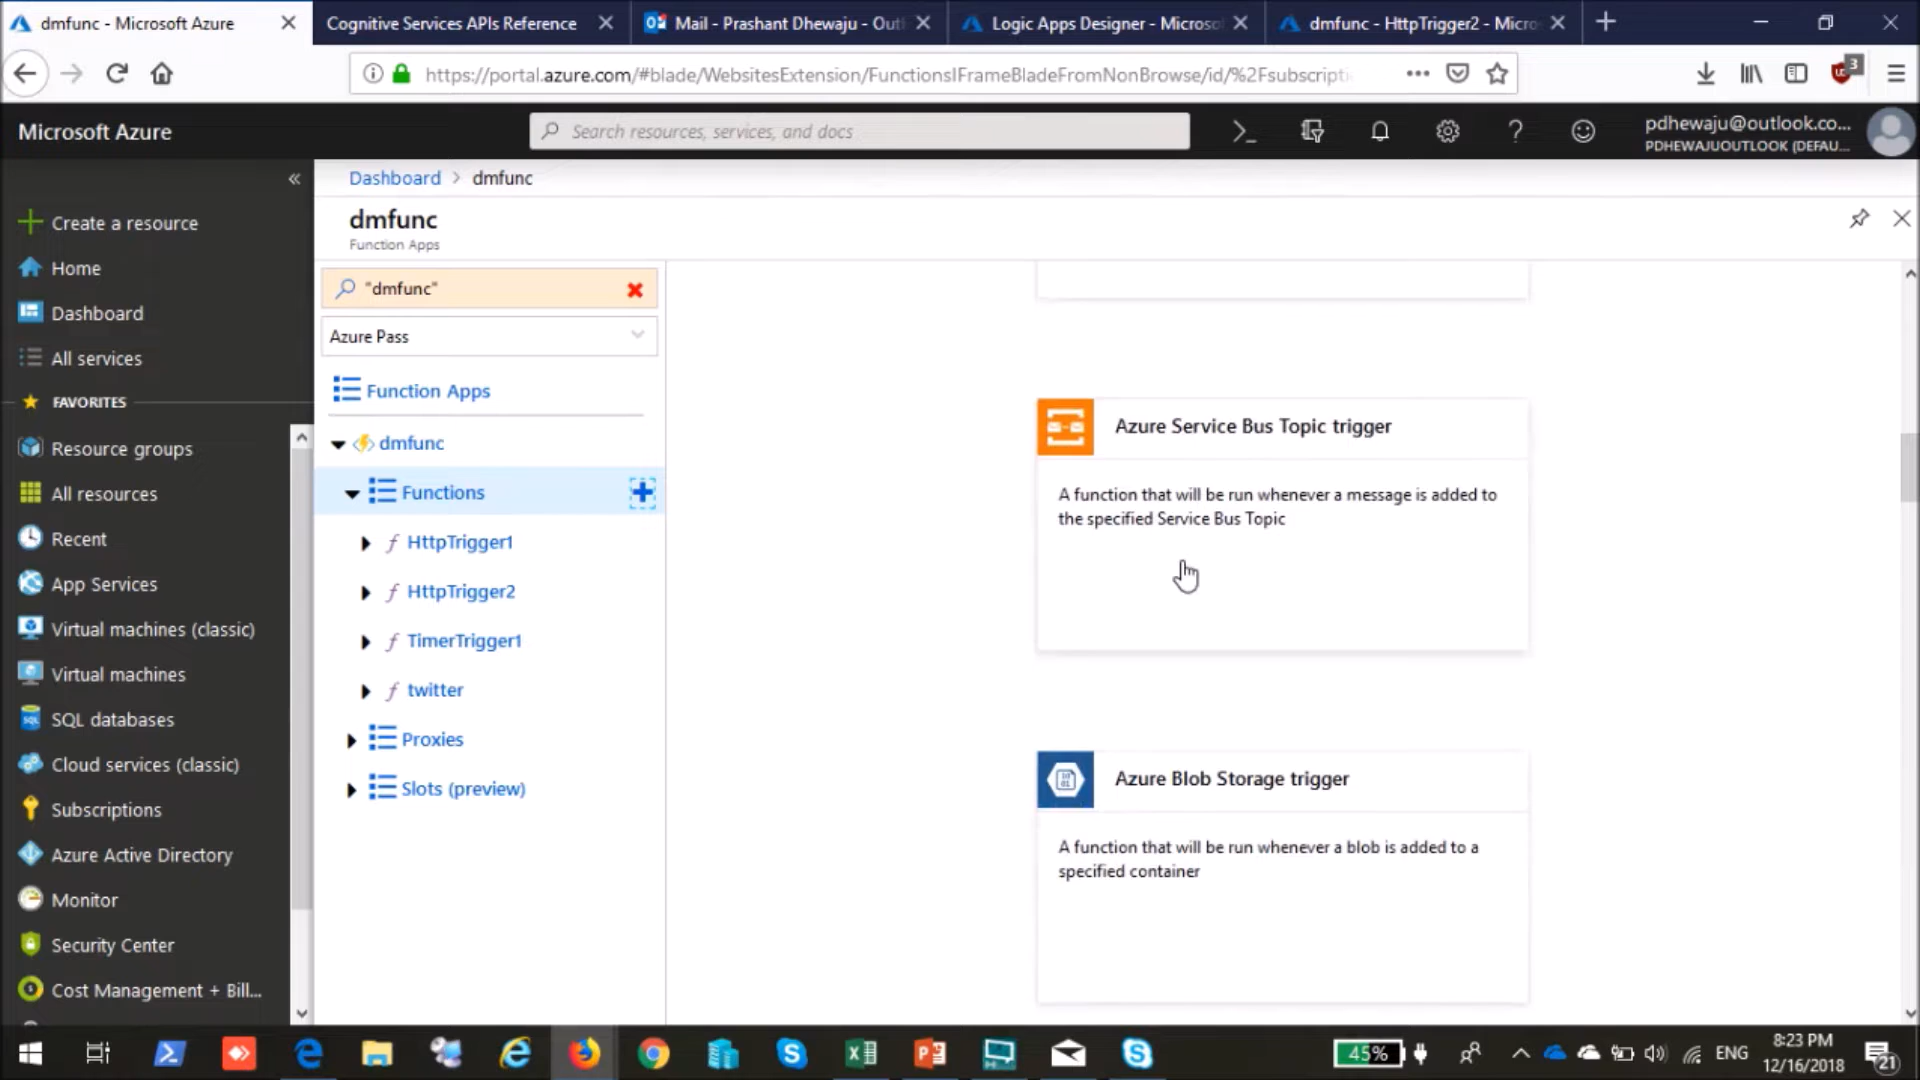 dmfunc - Microsoft Azure
Cognitive Services APIs Reference
Mail - Prashant Dhewaju - Out
Logic Apps Designer - Microso
dmfunc - HttpTrigger2 - Micro
https://portal.azure.com/#blade/WebsitesExtension/FunctionsIFrameBladeFromNonBrowse/id/%2Fsubscripti
3
Microsoft Azure
Search resources, services, and docs
pdhewaju@outlook.co...
PDHEWAJUOUTLOOK (DEFAU...
Create a resource
Home
Dashboard
All services
FAVORITES
Resource groups
All resources
Recent
App Services
Virtual machines (classic)
Virtual machines
SQL databases
Cloud services (classic)
Subscriptions
Azure Active Directory
Monitor
Security Center
Cost Management + Bill...
Dashboard > dmfunc
dmfunc
Function Apps
"dmfunc"
Azure Pass
Function Apps
dmfunc
Functions
HttpTrigger1
HttpTrigger2
TimerTrigger1
twitter
Proxies
Slots (preview)
Azure Service Bus Topic trigger
A function that will be run whenever a message is added to
the specified Service Bus Topic
Azure Blob Storage trigger
A function that will be run whenever a blob is added to a
specified container
45%
ENG
8:23 PM
12/16/2018
21